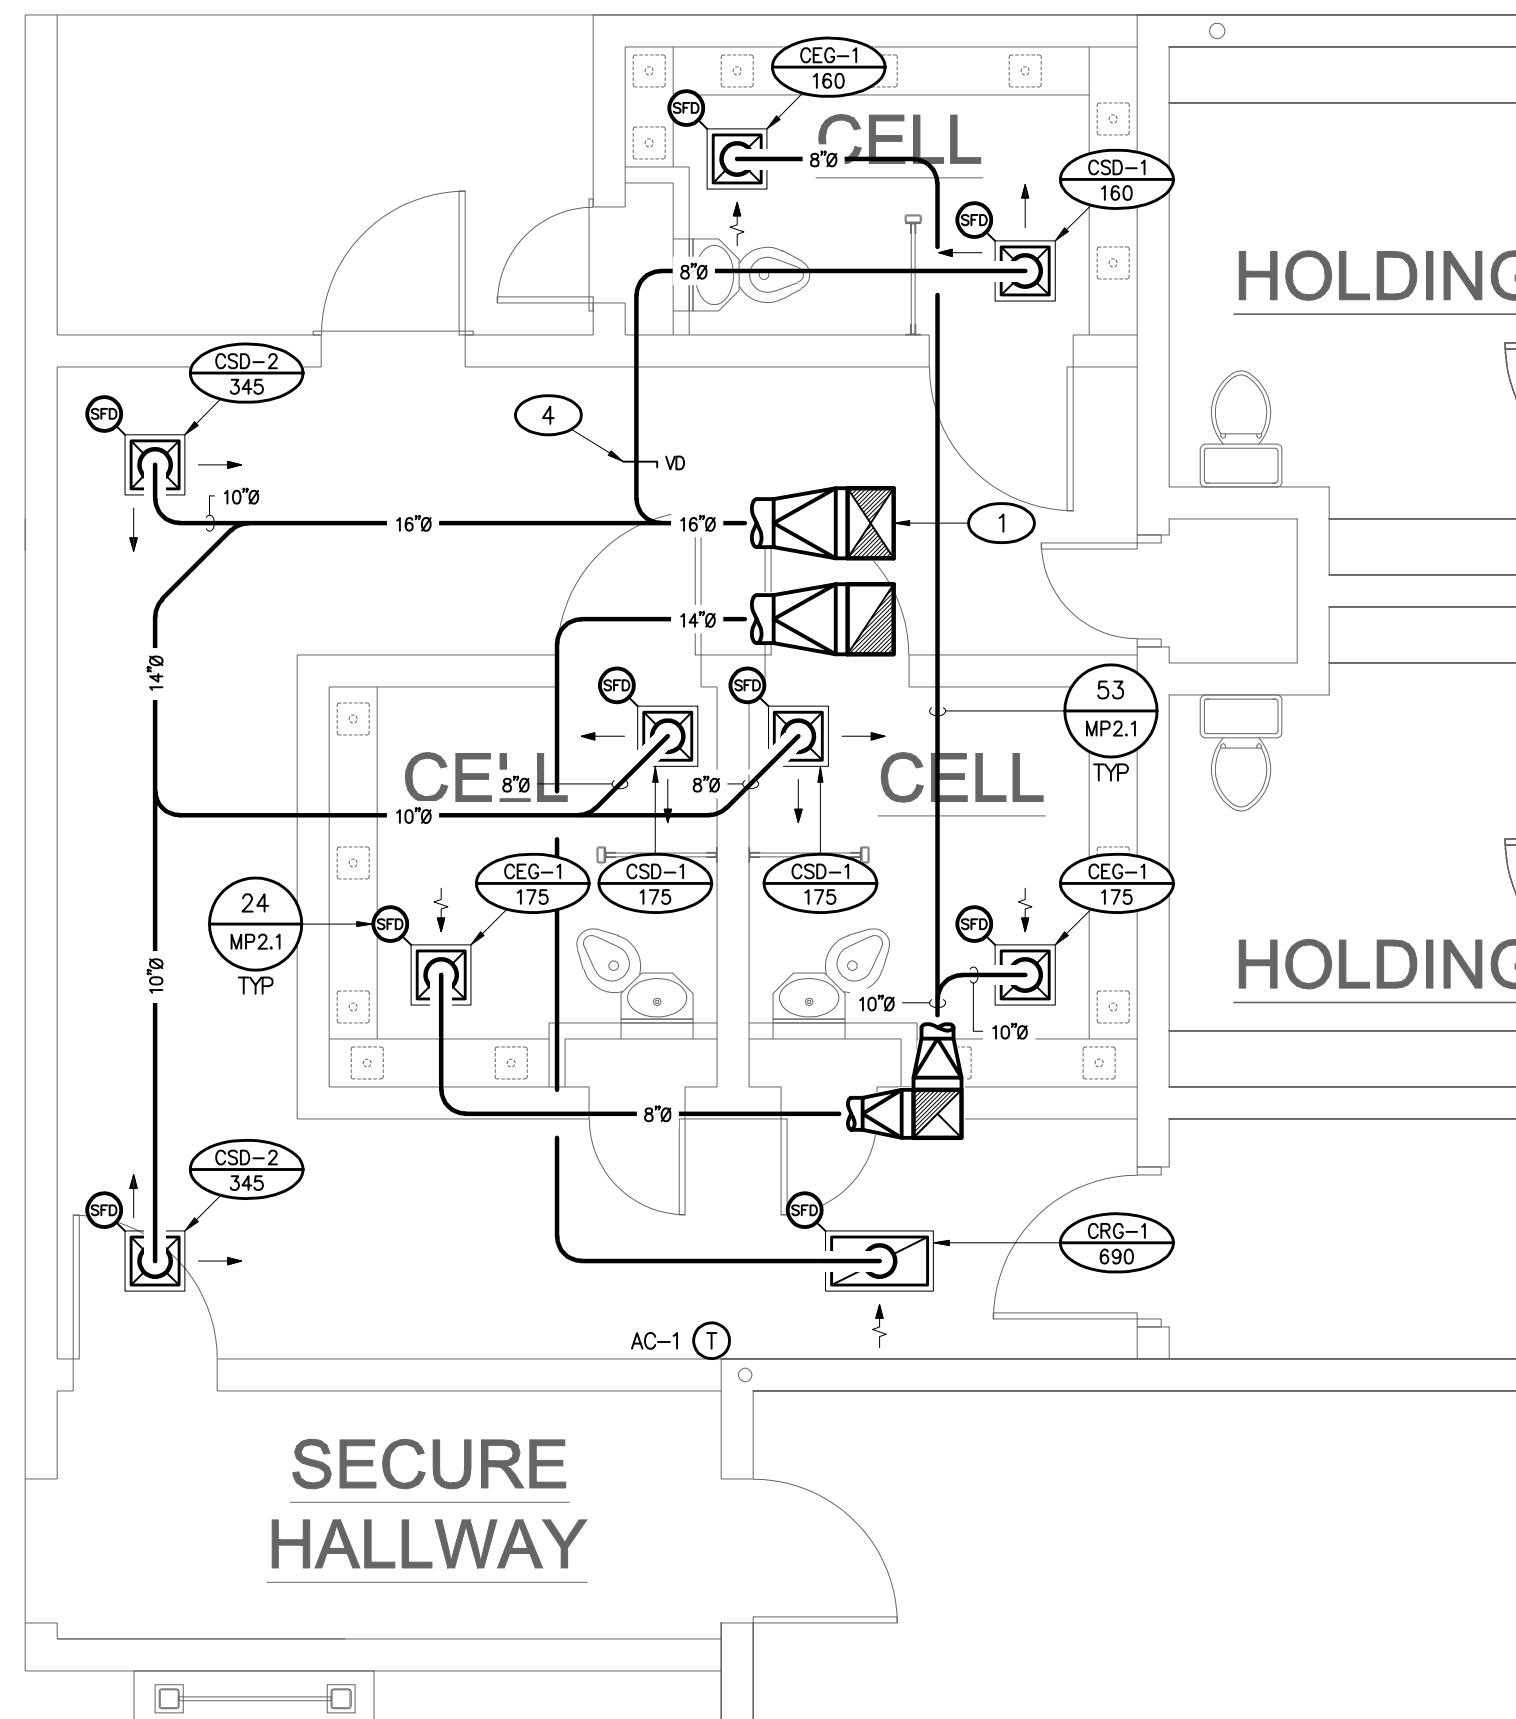 CEG-1
160
SFD
CELL
8"Ø
CSD-1
160
SFD
8"Ø
HOLDING
CSD-2
345
SFD
4
VD
10"Ø
16"Ø
16"Ø
1
14"Ø
14"Ø
SFD
SFD
53
MP2.1
TYP
CELL
CELL
8"Ø
8"Ø
10"Ø
CEG-1
175
CSD-1
175
CSD-1
175
CEG-1
175
24
MP2.1
TYP
SFD
SFD
HOLDING
10"Ø
10"Ø
10"Ø
8"Ø
CSD-2
345
SFD
SFD
CRG-1
690
AC-1 T
SECURE
HALLWAY